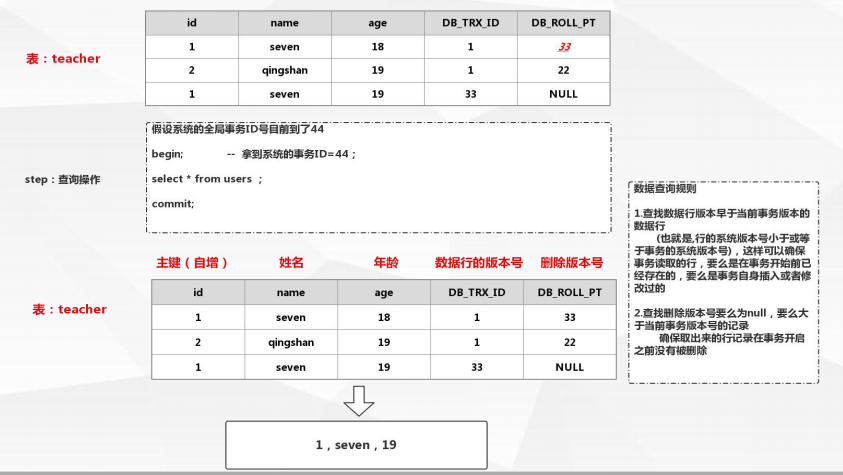 id name age DB_TRX_ID DB_ROLL_PT
1 seven 18 1 33
表：teacher
2 qingshan 19 1 22
1 seven 19 33 NULL
假设系统的全局事务ID号目前到了44
begin; -- 拿到系统的事务ID=44；
step：查询操作
select * from users ；
commit;
数据查询规则
1.查找数据行版本早于当前事务版本的
数据行
(也就是,行的系统版本号小于或等
于事务的系统版本号)，这样可以确保
事务读取的行，要么是在事务开始前已
经存在的，要么是事务自身插入或者修
改过的
2.查找删除版本号要么为null，要么大
于当前事务版本号的记录
确保取出来的行记录在事务开启
之前没有被删除
主键（自增） 姓名 年龄 数据行的版本号 删除版本号
id name age DB_TRX_ID DB_ROLL_PT
表：teacher
1 seven 18 1 33
2 qingshan 19 1 22
1 seven 19 33 NULL
1，seven，19